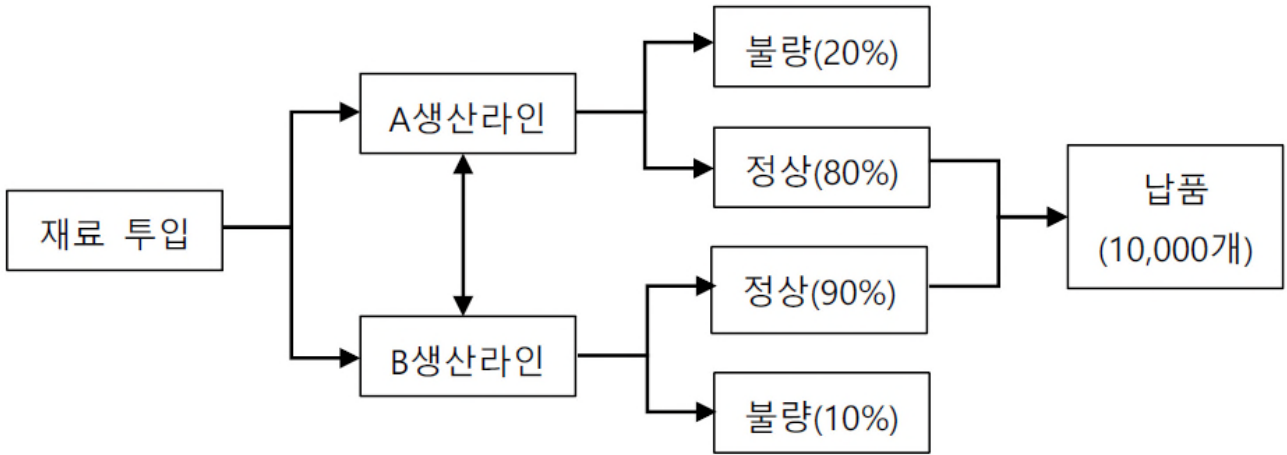 재료 투입
A생산라인
B생산라인
불량(20%)
정상(80%)
정상(90%)
불량(10%)
납품
(10,000개)